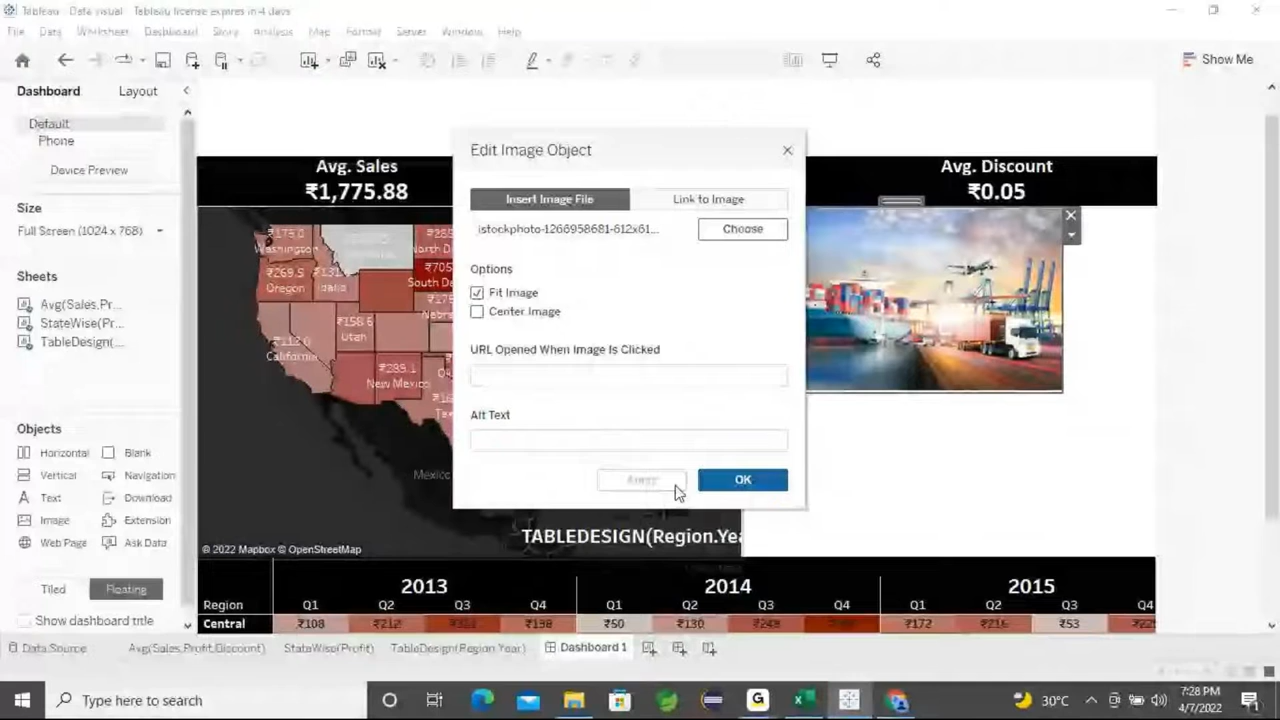 Tableau - Data visual - Tableau license expires in 4 days
File Data Worksheet Dashboard Story Analysis Map Format Server Window Help
Show Me
Dashboard Layout
Default
Phone
Device Preview
Size
Full Screen (1024 x 768)
Sheets
Avg(Sales,Pr...
StateWise(Pr...
TableDesign(...
Objects
Horizontal Blank
Vertical Navigation
Text Download
Image Extension
Web Page Ask Data
Tiled Floating
Show dashboard title
Avg. Sales
₹1,775.88
Avg. Discount
₹0.05
Washington
₹269.5
Oregon
Idaho
₹158.6
Utah
California
₹289.1
New Mexico
Mexico
© 2022 Mapbox © OpenStreetMap
TABLEDESIGN(Region.Yea
Edit Image Object
Insert Image File Link to Image
istockphoto-1266958681-612x61... Choose
Options
Fit Image
Center Image
URL Opened When Image Is Clicked
Alt Text
OK
2013 2014 2015
Region Q1 Q2 Q3 Q4 Q1 Q2 Q3 Q4 Q1 Q2 Q3 Q4
Central ₹108 ₹212 ₹138 ₹50 ₹130 ₹248 ₹172 ₹216 ₹53
Data Source Avg(Sales,Profit,Discount) StateWise(Profit) TableDesign(Region.Year) Dashboard 1
Type here to search
30°C
7:28 PM
4/7/2022